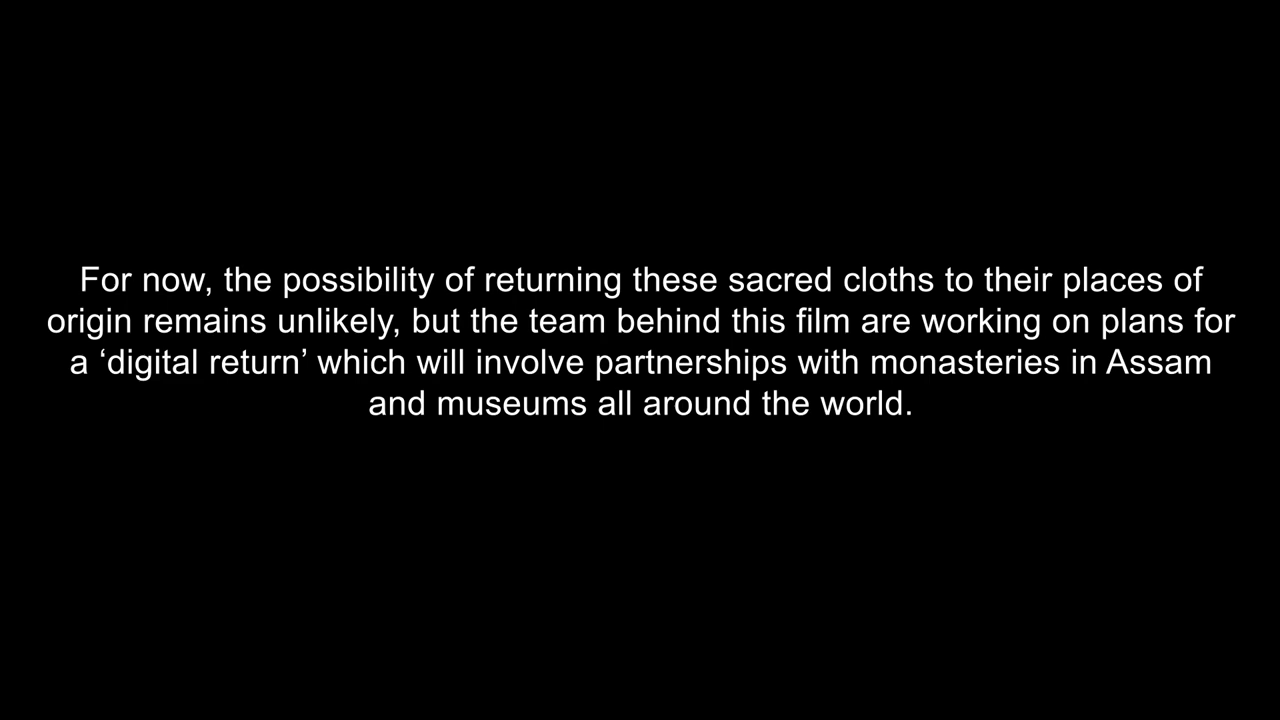 For now, the possibility of returning these sacred cloths to their places of
origin remains unlikely, but the team behind this film are working on plans for
a ‘digital return’ which will involve partnerships with monasteries in Assam
and museums all around the world.